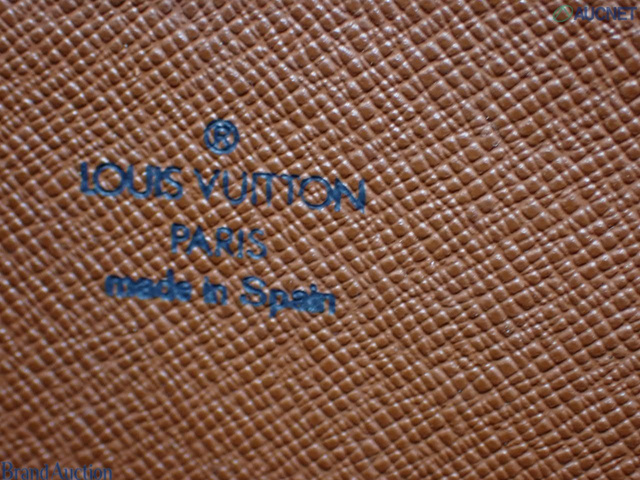 AUCNET
®
LOUIS VUITTON
PARIS
made in Spain
Brand Auction